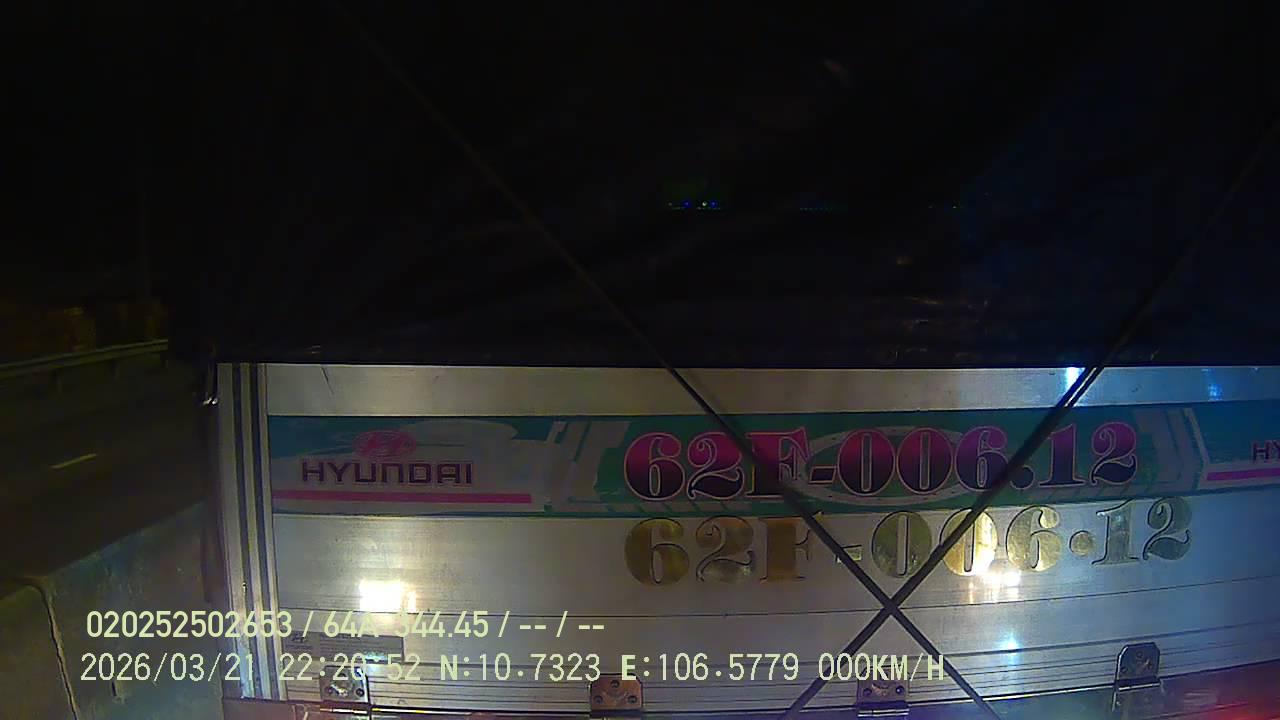 HYUNDAI 62F-006.12 HY
62F-006.12
020252502653 / 64A-344.45 / -- / --
2026/03/21 22:20:52 N:10.7323 E:106.5779 000KM/H